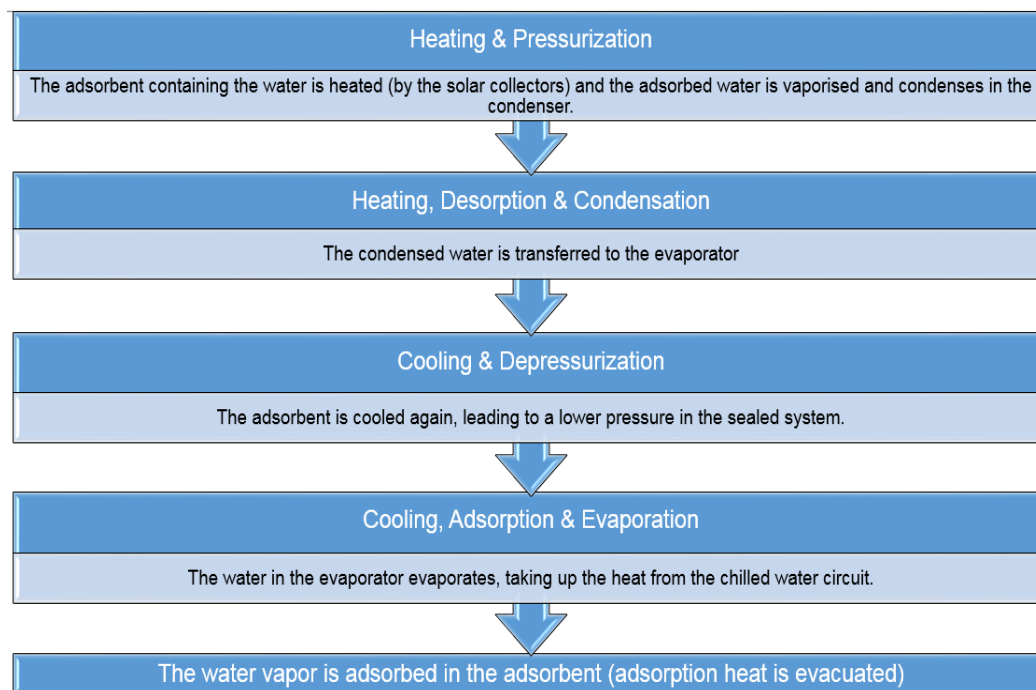 Heating & Pressurization
The adsorbent containing the water is heated (by the solar collectors) and the adsorbed water is vaporised and condenses in the
condenser.
Heating, Desorption & Condensation
The condensed water is transferred to the evaporator
Cooling & Depressurization
The adsorbent is cooled again, leading to a lower pressure in the sealed system.
Cooling, Adsorption & Evaporation
The water in the evaporator evaporates, taking up the heat from the chilled water circuit.
The water vapor is adsorbed in the adsorbent (adsorption heat is evacuated)